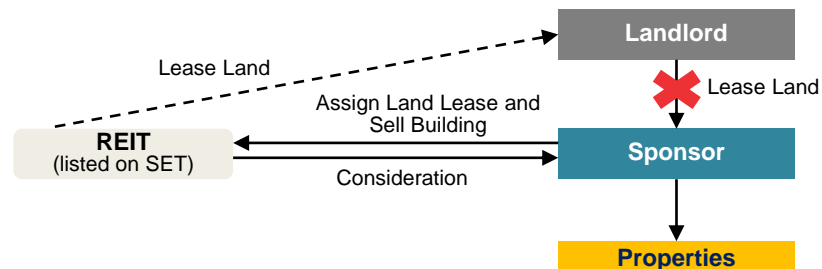 Landlord
Lease Land
Lease Land
Assign Land Lease and
Sell Building
REIT
(listed on SET)
Sponsor
Consideration
Properties